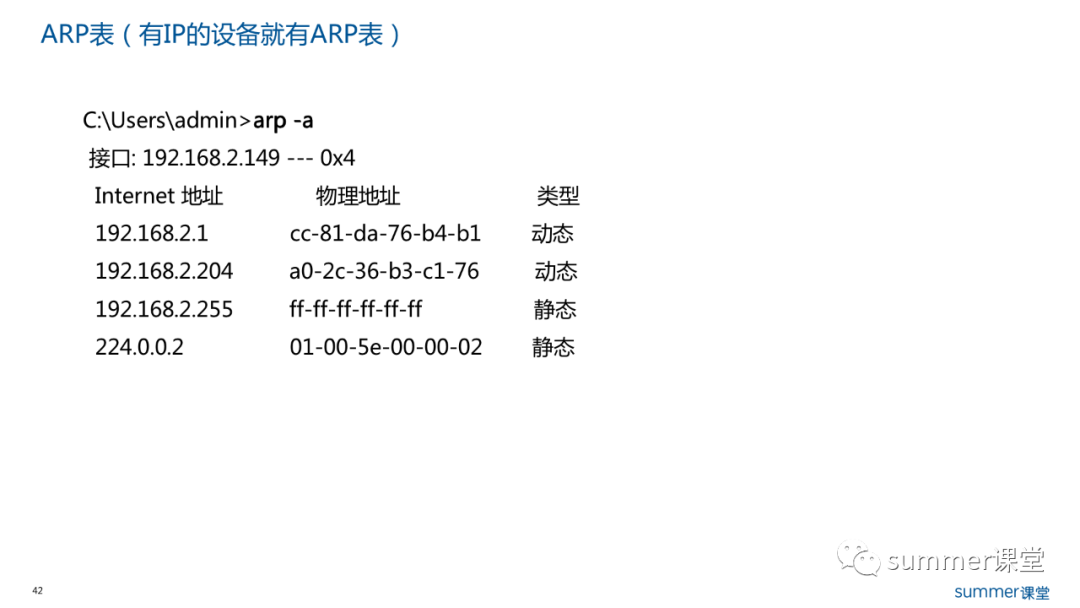 ARP表（有IP的设备就有ARP表）
C:\Users\admin>arp -a
接口: 192.168.2.149 --- 0x4
Internet 地址 物理地址 类型
192.168.2.1 cc-81-da-76-b4-b1 动态
192.168.2.204 a0-2c-36-b3-c1-76 动态
192.168.2.255 ff-ff-ff-ff-ff-ff 静态
224.0.0.2 01-00-5e-00-00-02 静态
summer课堂
42
summer课堂